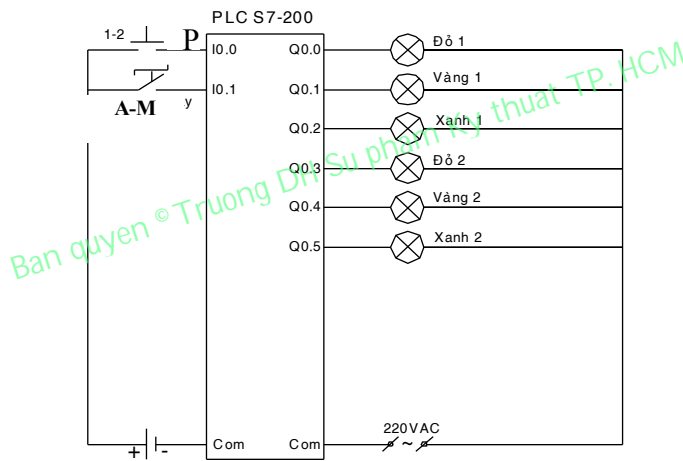 PLC S7-200
1-2 P I0.0 Q0.0 Đỏ 1
A-M y I0.1 Q0.1 Vàng 1
Q0.2 Xanh 1
Q0.3 Đỏ 2
Q0.4 Vàng 2
Q0.5 Xanh 2
Ban quyen © Truong DH Su pham Ky thuat TP. HCM
220VAC
+ - Com Com ~